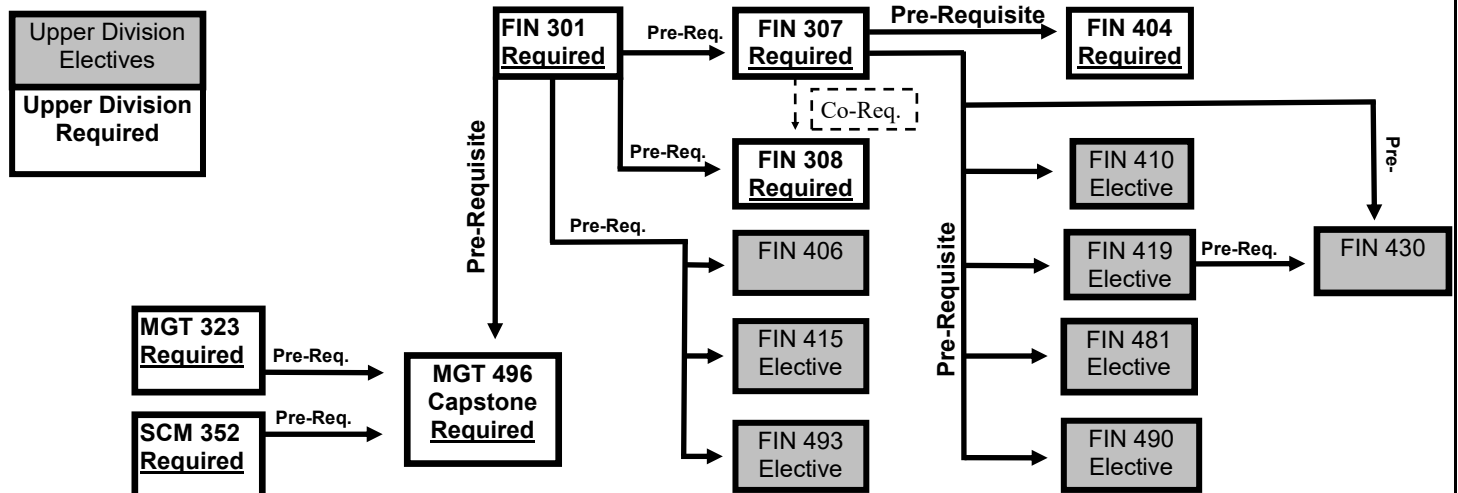 Upper Division
Electives
Upper Division
Required
FIN 301
Required
Pre-Req.
FIN 307
Required
Pre-Requisite
FIN 404
Required
Co-Req.
Pre-Req.
FIN 308
Required
Pre-Requisite
Pre-Req.
FIN 406
FIN 415
Elective
FIN 493
Elective
Pre-Requisite
FIN 410
Elective
FIN 419
Elective
Pre-Req.
FIN 430
Pre-
FIN 481
Elective
FIN 490
Elective
MGT 323
Required
Pre-Req.
SCM 352
Required
Pre-Req.
MGT 496
Capstone
Required